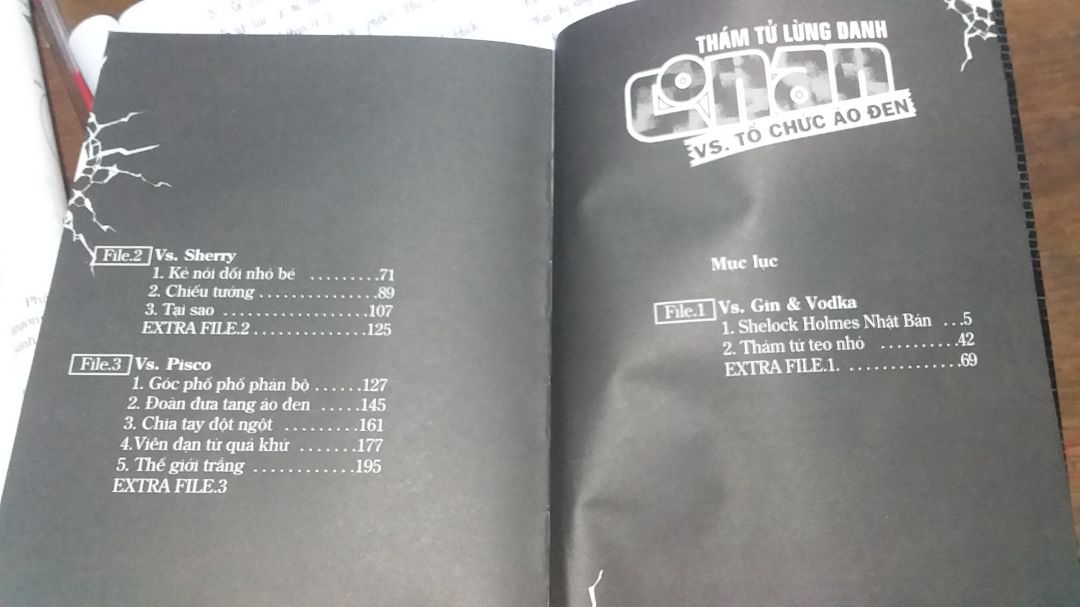 THÁM TỬ LỪNG DANH
conan
VS. TỔ CHỨC ÁO ĐEN
Mục lục
File.1 Vs. Gin & Vodka
1. Shelock Holmes Nhật Bản ....5
2. Thám tử teo nhỏ ..........42
EXTRA FILE.1. ..............69
File.2 Vs. Sherry
1. Kẻ nói dối nhỏ bé .........71
2. Chiếu tướng ...............89
3. Tại sao ..................107
EXTRA FILE.2 ..............125
File.3 Vs. Pisco
1. Góc phố phố phản bộ ......127
2. Đoàn đưa tang áo đen .....145
3. Chia tay đột ngột .........161
4.Viên đạn từ quá khứ .......177
5. Thế giới trắng ............195
EXTRA FILE.3